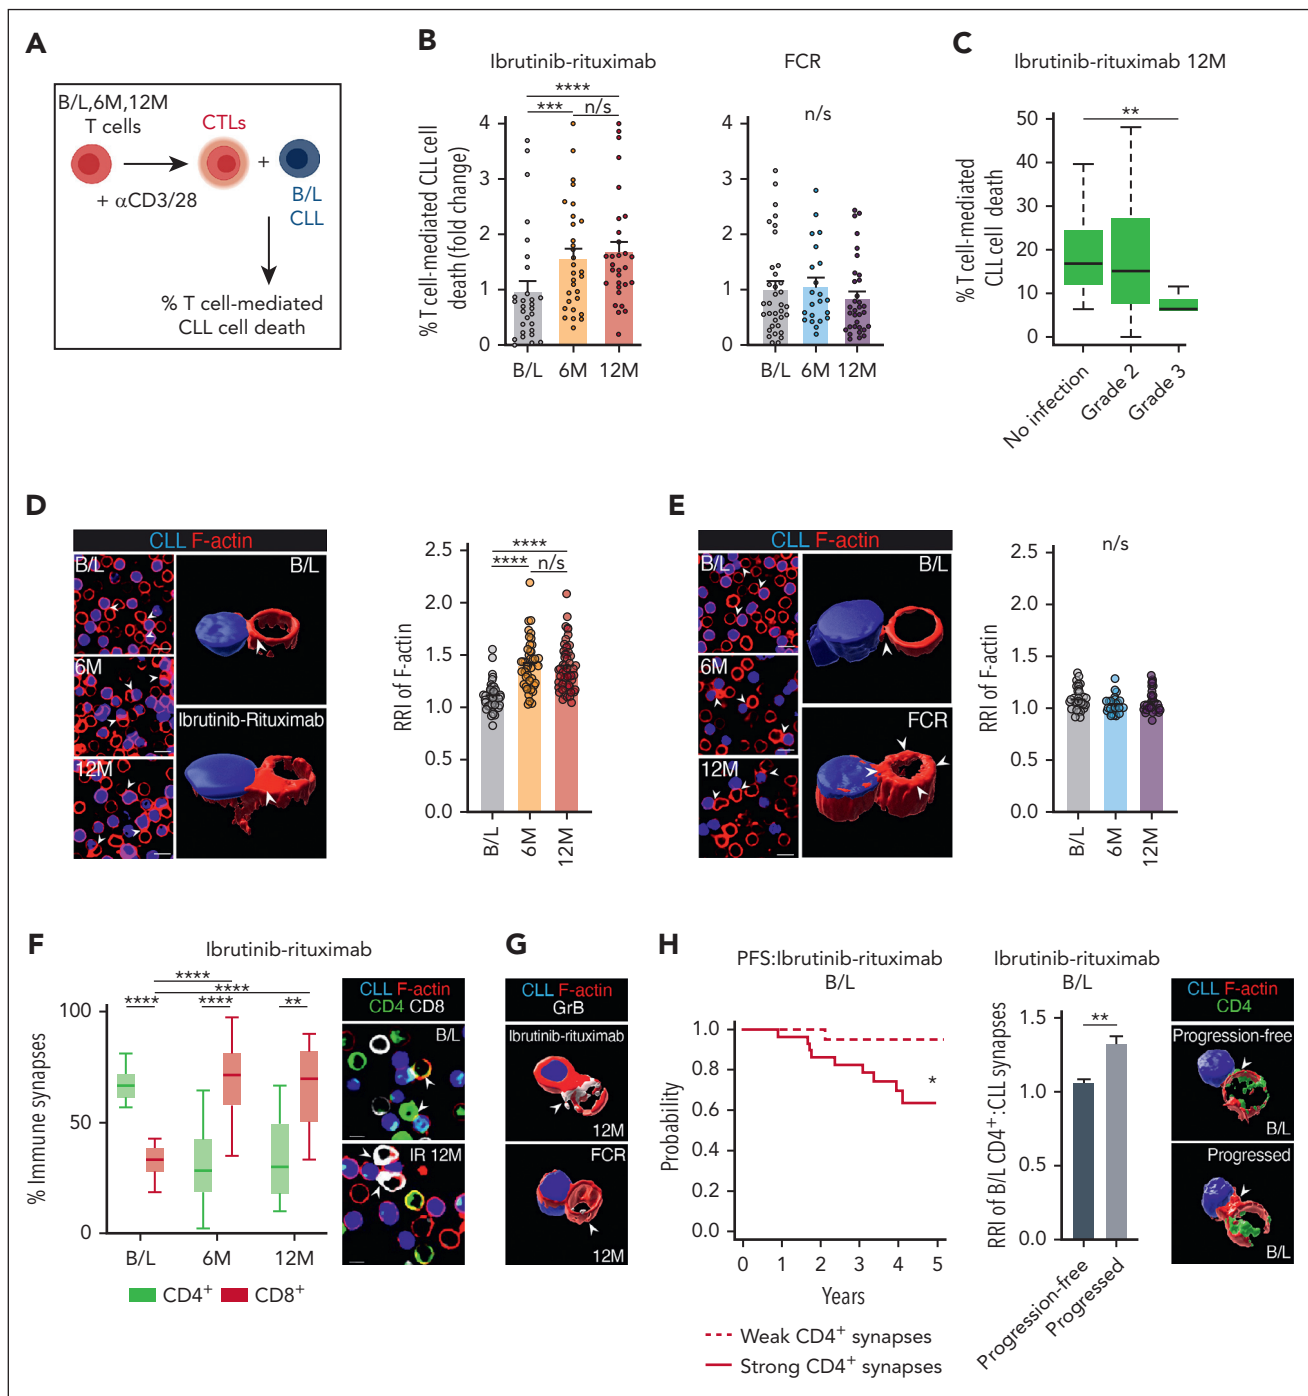 A
B/L,6M,12M
T cells
CTLs
+
+ αCD3/28
B/L
CLL
% T cell-mediated
CLL cell death
B
Ibrutinib-rituximab
% T cell-mediated CLL cell
death (fold change)
****
***
n/s
4
3
2
1
0
B/L
6M
12M
FCR
n/s
4
3
2
1
0
B/L
6M
12M
C
Ibrutinib-rituximab 12M
% T cell-mediated
CLL cell death
**
50
40
30
20
10
0
No infection
Grade 2
Grade 3
D
CLL F-actin
B/L
6M
12M
B/L
Ibrutinib-Rituximab
RRI of F-actin
****
****
n/s
2.5
2.0
1.5
1.0
0.5
0.0
B/L
6M
12M
E
CLL F-actin
B/L
6M
12M
B/L
FCR
RRI of F-actin
n/s
2.5
2.0
1.5
1.0
0.5
0.0
B/L
6M
12M
F
Ibrutinib-rituximab
% Immune synapses
****
****
****
****
**
100
50
0
B/L
6M
12M
CD4⁺
CD8⁺
CLL F-actin
CD4 CD8
B/L
IR 12M
G
CLL F-actin
GrB
Ibrutinib-rituximab
12M
FCR
12M
H
PFS:Ibrutinib-rituximab
B/L
Probability
1.0
0.8
0.6
0.4
0.2
0.0
*
0 1 2 3 4 5
Years
Weak CD4⁺ synapses
Strong CD4⁺ synapses
Ibrutinib-rituximab
B/L
RRI of B/L CD4⁺:CLL synapses
**
1.5
1.0
0.5
0.0
Progression-free
Progressed
CLL F-actin
CD4
Progression-free
B/L
Progressed
B/L